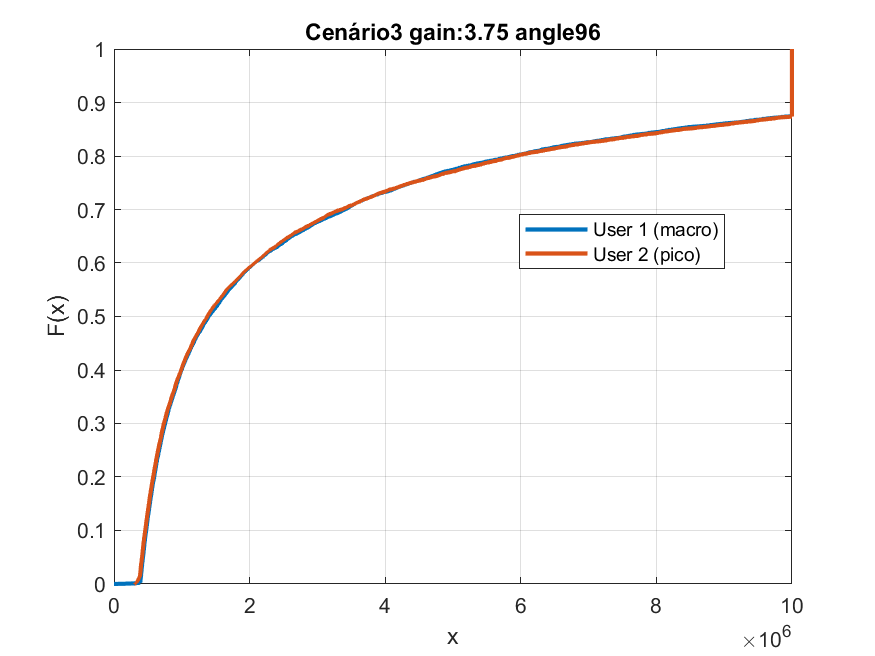 Cenário3 gain:3.75 angle96
1
0.9
0.8
0.7
0.6
0.5
0.4
0.3
0.2
0.1
0
F(x)
User 1 (macro)
User 2 (pico)
0 2 4 6 8 10
x
×10^6